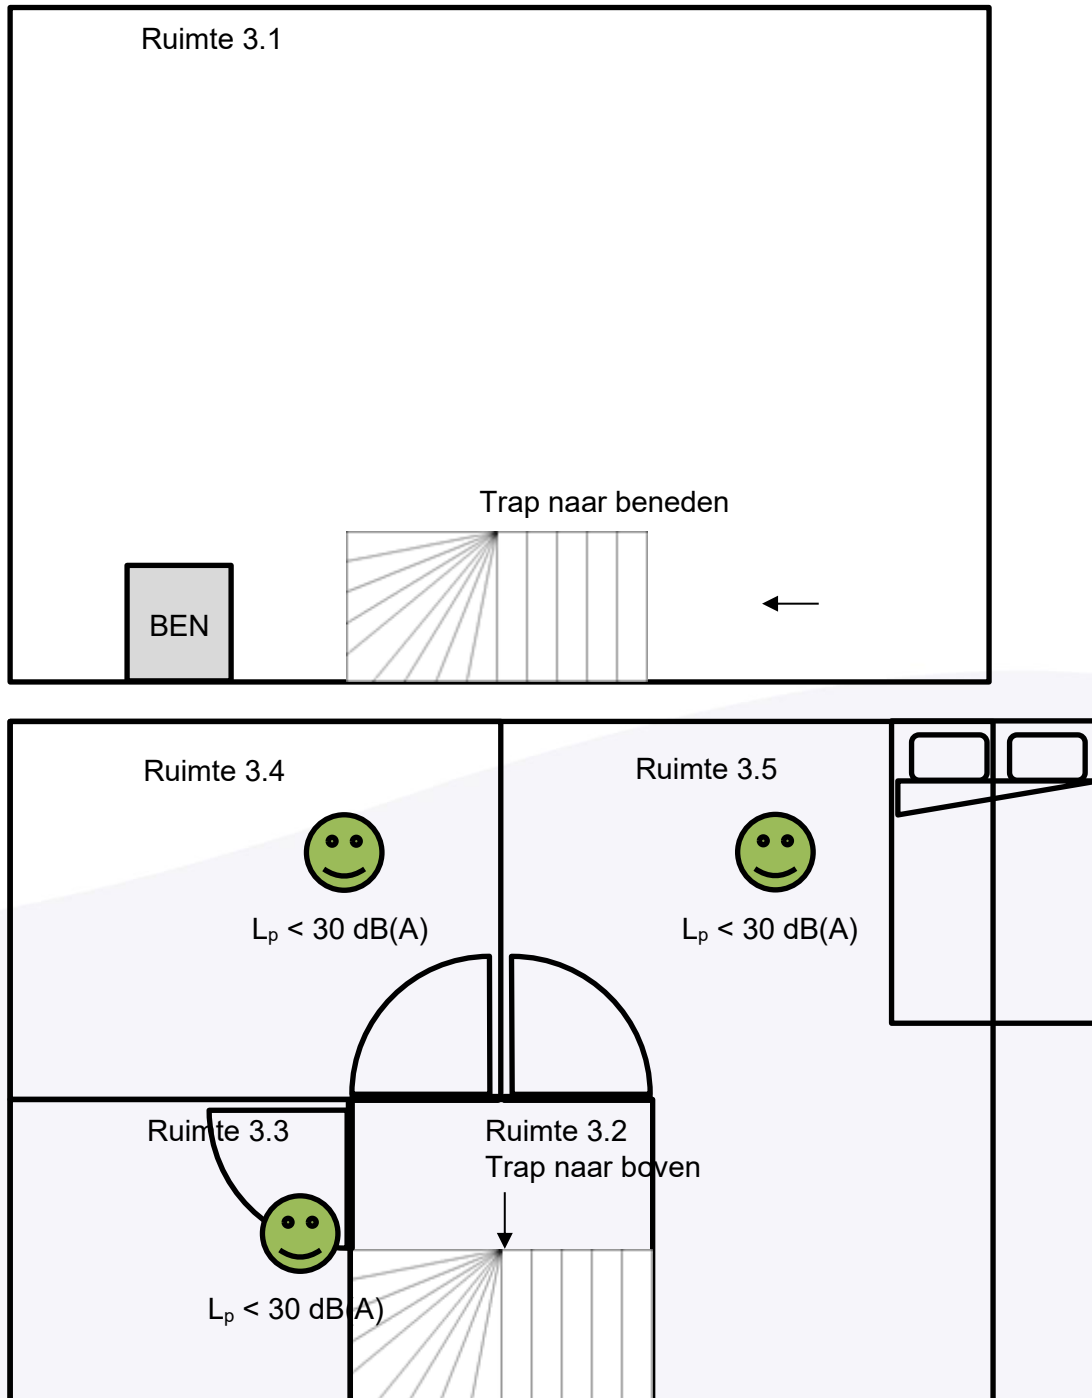 Ruimte 3.1
Trap naar beneden
BEN
Ruimte 3.4
Ruimte 3.5
Lₚ < 30 dB(A)
Lₚ < 30 dB(A)
Ruimte 3.3
Ruimte 3.2
Trap naar boven
Lₚ < 30 dB(A)